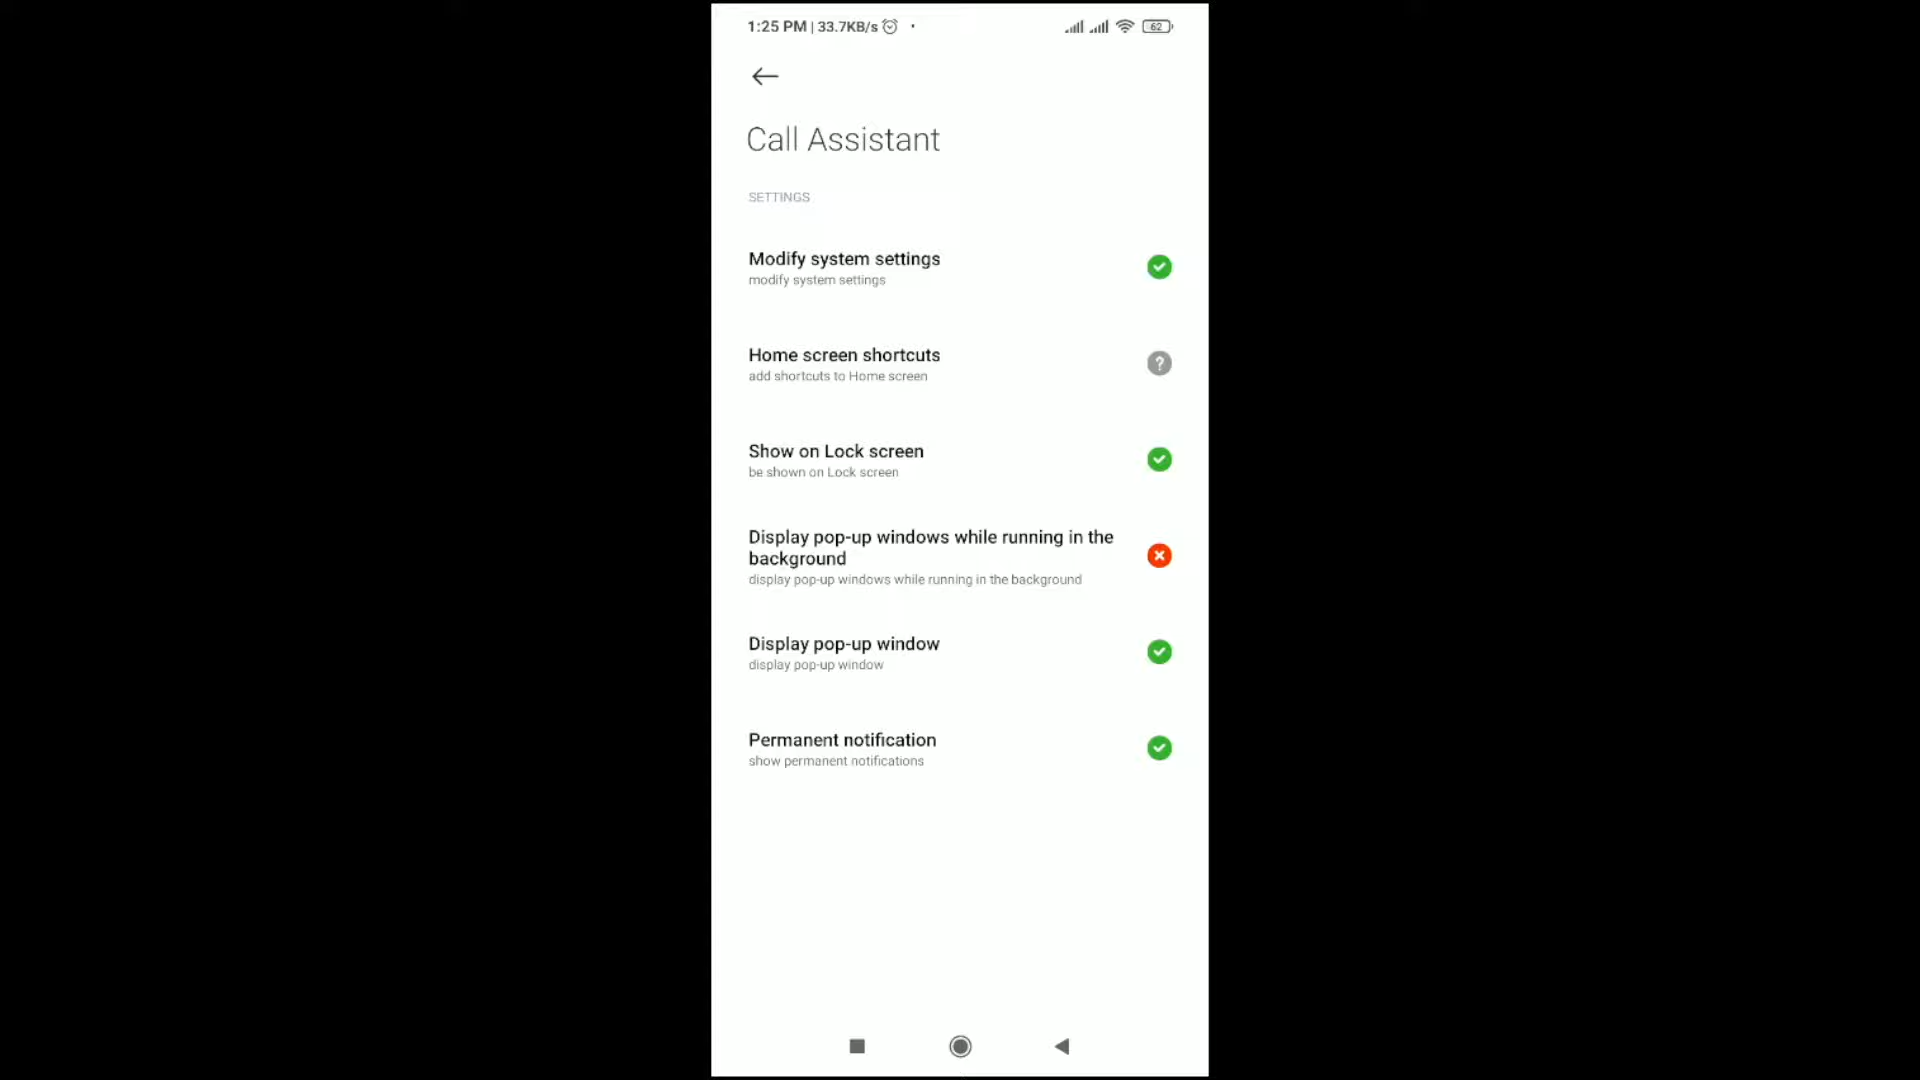 1:25 PM | 33.7KB/s
62
Call Assistant
SETTINGS
Modify system settings
modify system settings
Home screen shortcuts
add shortcuts to Home screen
?
Show on Lock screen
be shown on Lock screen
Display pop-up windows while running in the
background
display pop-up windows while running in the background
Display pop-up window
display pop-up window
Permanent notification
show permanent notifications